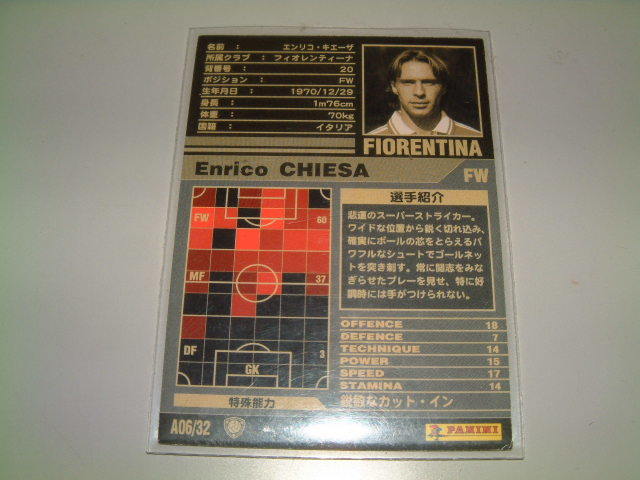 名前 : エンリコ・キエーザ
所属クラブ : フィオレンティーナ
背番号 : 20
ポジション : FW
生年月日 : 1970/12/29
身長 : 1m76cm
体重 : 70kg
国籍 : イタリア
FIORENTINA
Enrico CHIESA
FW
選手紹介
悲運のスーパーストライカー。
ワイドな位置から鋭く切れ込み、
確実にボールの芯をとらえるパ
ワフルなシュートでゴールネッ
トを突き刺す。常に闘志をみな
ぎらせたプレーを見せ、特に好
調時には手がつけられない。
FW 60
MF 37
DF 3
GK
OFFENCE 18
DEFENCE 7
TECHNIQUE 14
POWER 15
SPEED 17
STAMINA 14
特殊能力
鋭敏なカット・イン
A06/32
PANINI